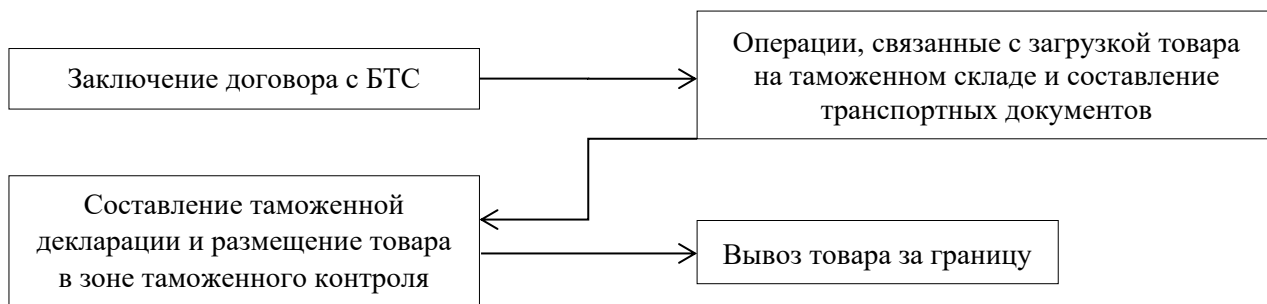 Заключение договора с БТС
Операции, связанные с загрузкой товара
на таможенном складе и составление
транспортных документов
Составление таможенной
декларации и размещение товара
в зоне таможенного контроля
Вывоз товара за границу